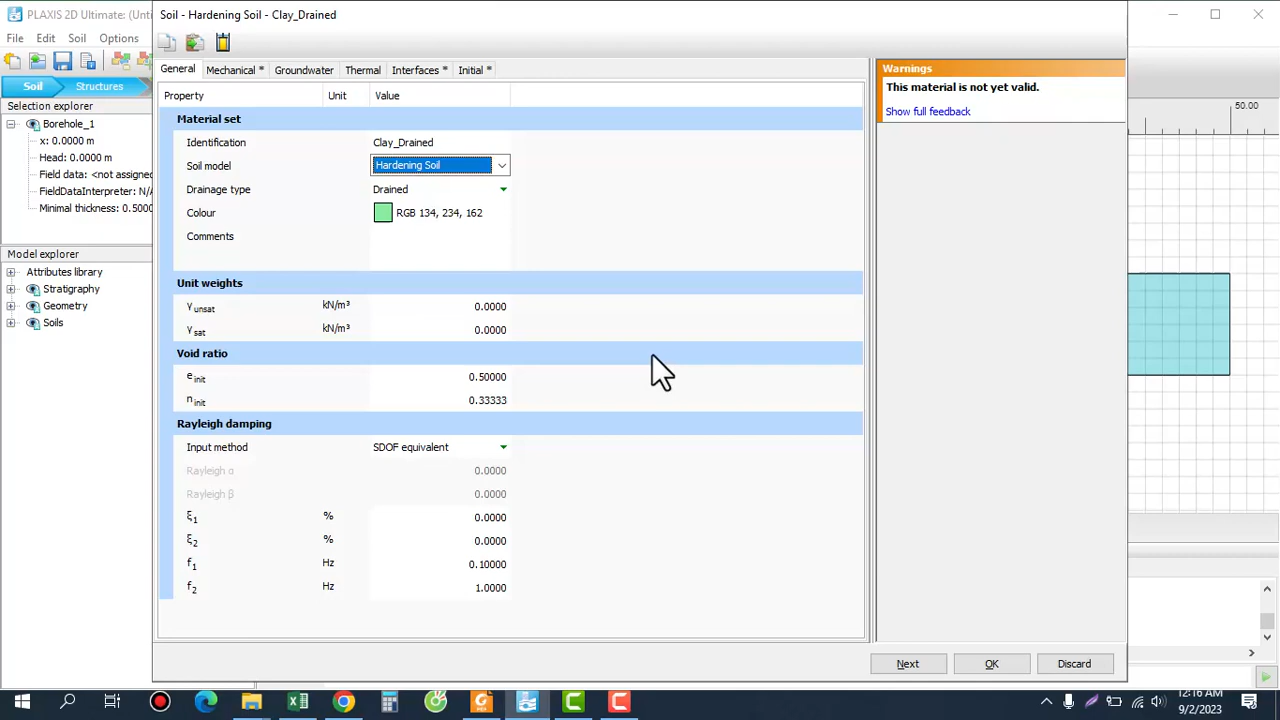 PLAXIS 2D Ultimate: (Unti
Soil - Hardening Soil - Clay_Drained
File Edit Soil Options
General Mechanical * Groundwater Thermal Interfaces * Initial *
Warnings
Soil Structures
Property Unit Value
This material is not yet valid.
Selection explorer
50.00
Show full feedback
Material set
Borehole_1
x: 0.0000 m
Identification Clay_Drained
Head: 0.0000 m
Soil model Hardening Soil
Field data: <not assigned
Drainage type Drained
FieldDataInterpreter: N/A
Minimal thickness: 0.5000
Colour RGB 134, 234, 162
Comments
Model explorer
Attributes library
Unit weights
Stratigraphy
Geometry
γ unsat kN/m³ 0.0000
Soils
γ sat kN/m³ 0.0000
Void ratio
e init 0.50000
n init 0.33333
Rayleigh damping
Input method SDOF equivalent
Rayleigh α 0.0000
Rayleigh β 0.0000
ξ1 % 0.0000
ξ2 % 0.0000
f1 Hz 0.10000
f2 Hz 1.0000
Next OK Discard
12:16 AM
9/2/2023